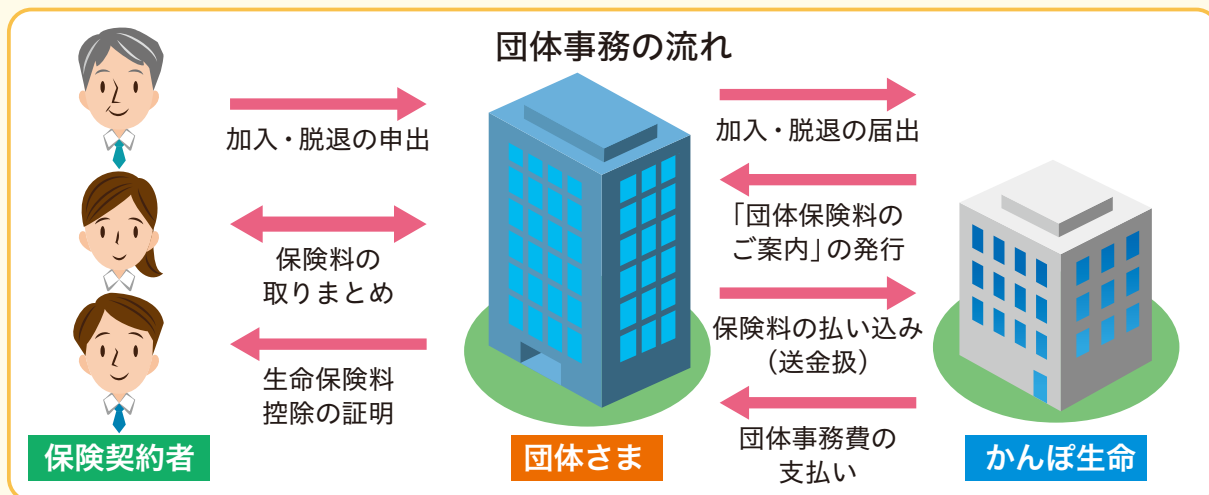 団体事務の流れ
加入・脱退の申出
保険料の
取りまとめ
生命保険料
控除の証明
加入・脱退の届出
「団体保険料の
ご案内」の発行
保険料の払い込み
（送金扱）
団体事務費の
支払い
保険契約者
団体さま
かんぽ生命